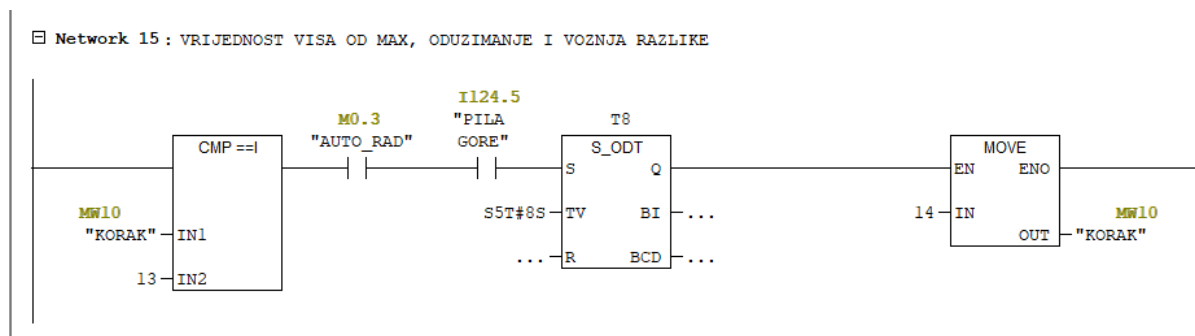 Network 15 : VRIJEDNOST VISA OD MAX, ODUZIMANJE I VOZNJA RAZLIKE
I124.5
M0.3 "PILA T8
"AUTO_RAD" GORE"
CMP ==I S_ODT MOVE
S Q EN ENO
MW10 S5T#8S TV BI ... 14 IN MW10
"KORAK" IN1 OUT "KORAK"
... R BCD ...
13 IN2